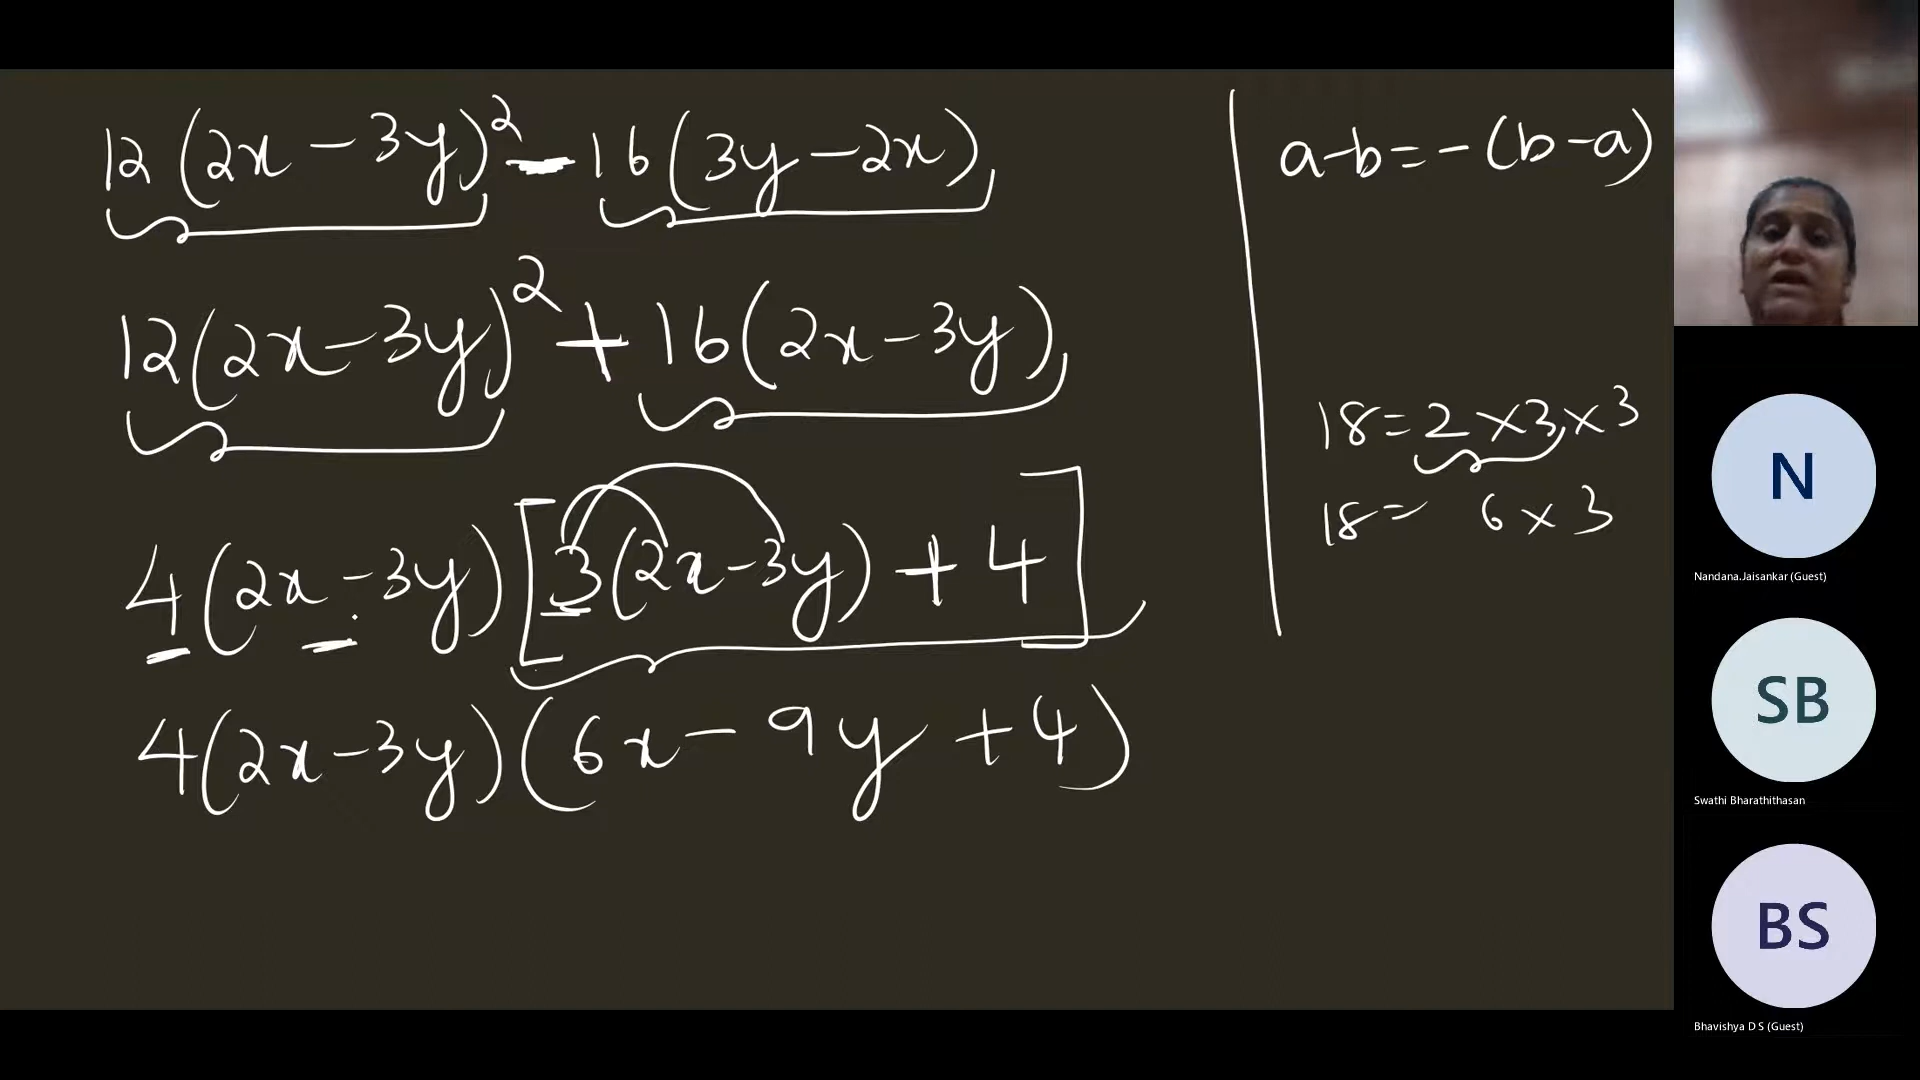 12(2x-3y)² - 16(3y-2x)
12(2x-3y)² + 16(2x-3y)
4(2x-3y)[3(2x-3y)+4]
4(2x-3y)(6x-9y+4)
a-b=-(b-a)
18=2×3×3
18= 6×3
N
Nandana.Jaisankar (Guest)
SB
Swathi Bharathithasan
BS
Bhavishya D S (Guest)